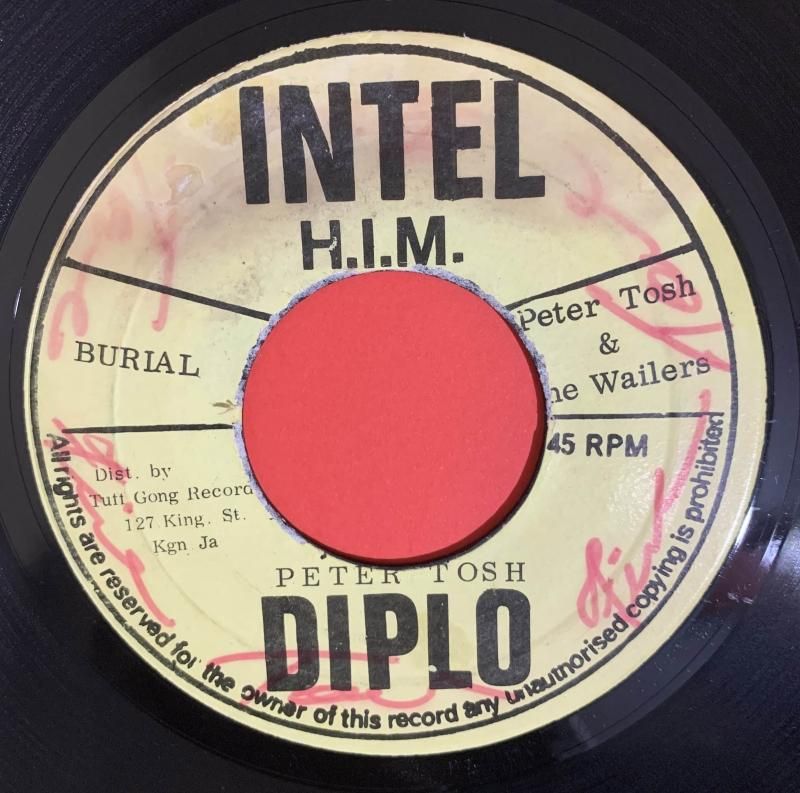 INTEL
H.I.M.
BURIAL
Peter Tosh
&
he Wailers
45 RPM
Dist. by
Tuff Gong Record
127 King. St.
Kgn Ja
PETER TOSH
DIPLO
All rights are reserved for the owner of this record any unauthorised copying is prohibited